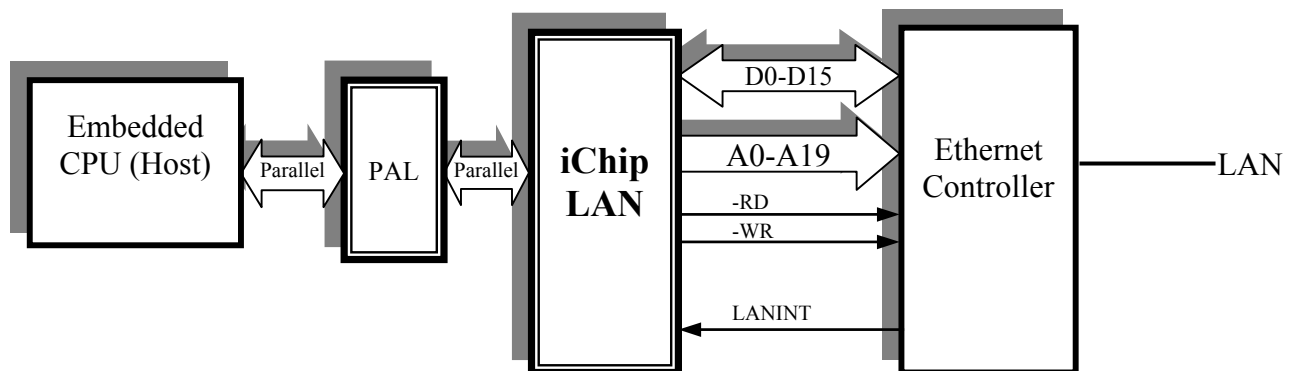 Embedded
CPU (Host)
Parallel
PAL
Parallel
iChip
LAN
D0-D15
A0-A19
-RD
-WR
LANINT
Ethernet
Controller
LAN